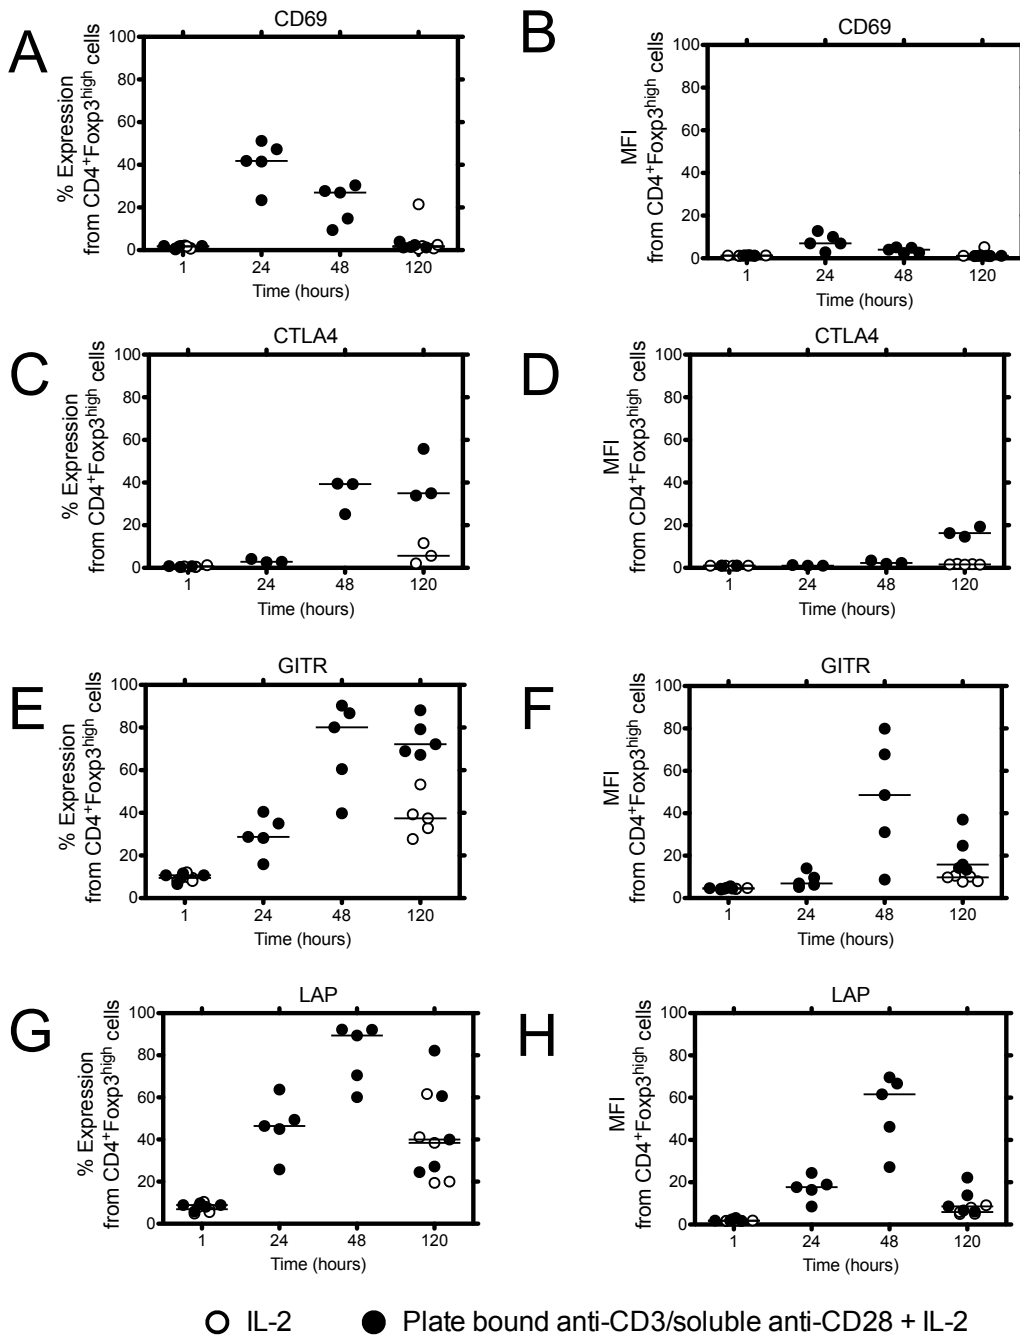 A
CD69
% Expression
from CD4⁺Foxp3ʰⁱᵍʰ cells
100
80
60
40
20
0
1 24 48 120
Time (hours)
B
CD69
MFI
from CD4⁺Foxp3ʰⁱᵍʰ cells
100
80
60
40
20
0
1 24 48 120
Time (hours)
C
CTLA4
% Expression
from CD4⁺Foxp3ʰⁱᵍʰ cells
100
80
60
40
20
0
1 24 48 120
Time (hours)
D
CTLA4
MFI
from CD4⁺Foxp3ʰⁱᵍʰ cells
100
80
60
40
20
0
1 24 48 120
Time (hours)
E
GITR
% Expression
from CD4⁺Foxp3ʰⁱᵍʰ cells
100
80
60
40
20
0
1 24 48 120
Time (hours)
F
GITR
MFI
from CD4⁺Foxp3ʰⁱᵍʰ cells
100
80
60
40
20
0
1 24 48 120
Time (hours)
G
LAP
% Expression
from CD4⁺Foxp3ʰⁱᵍʰ cells
100
80
60
40
20
0
1 24 48 120
Time (hours)
H
LAP
MFI
from CD4⁺Foxp3ʰⁱᵍʰ cells
100
80
60
40
20
0
1 24 48 120
Time (hours)
IL-2
Plate bound anti-CD3/soluble anti-CD28 + IL-2